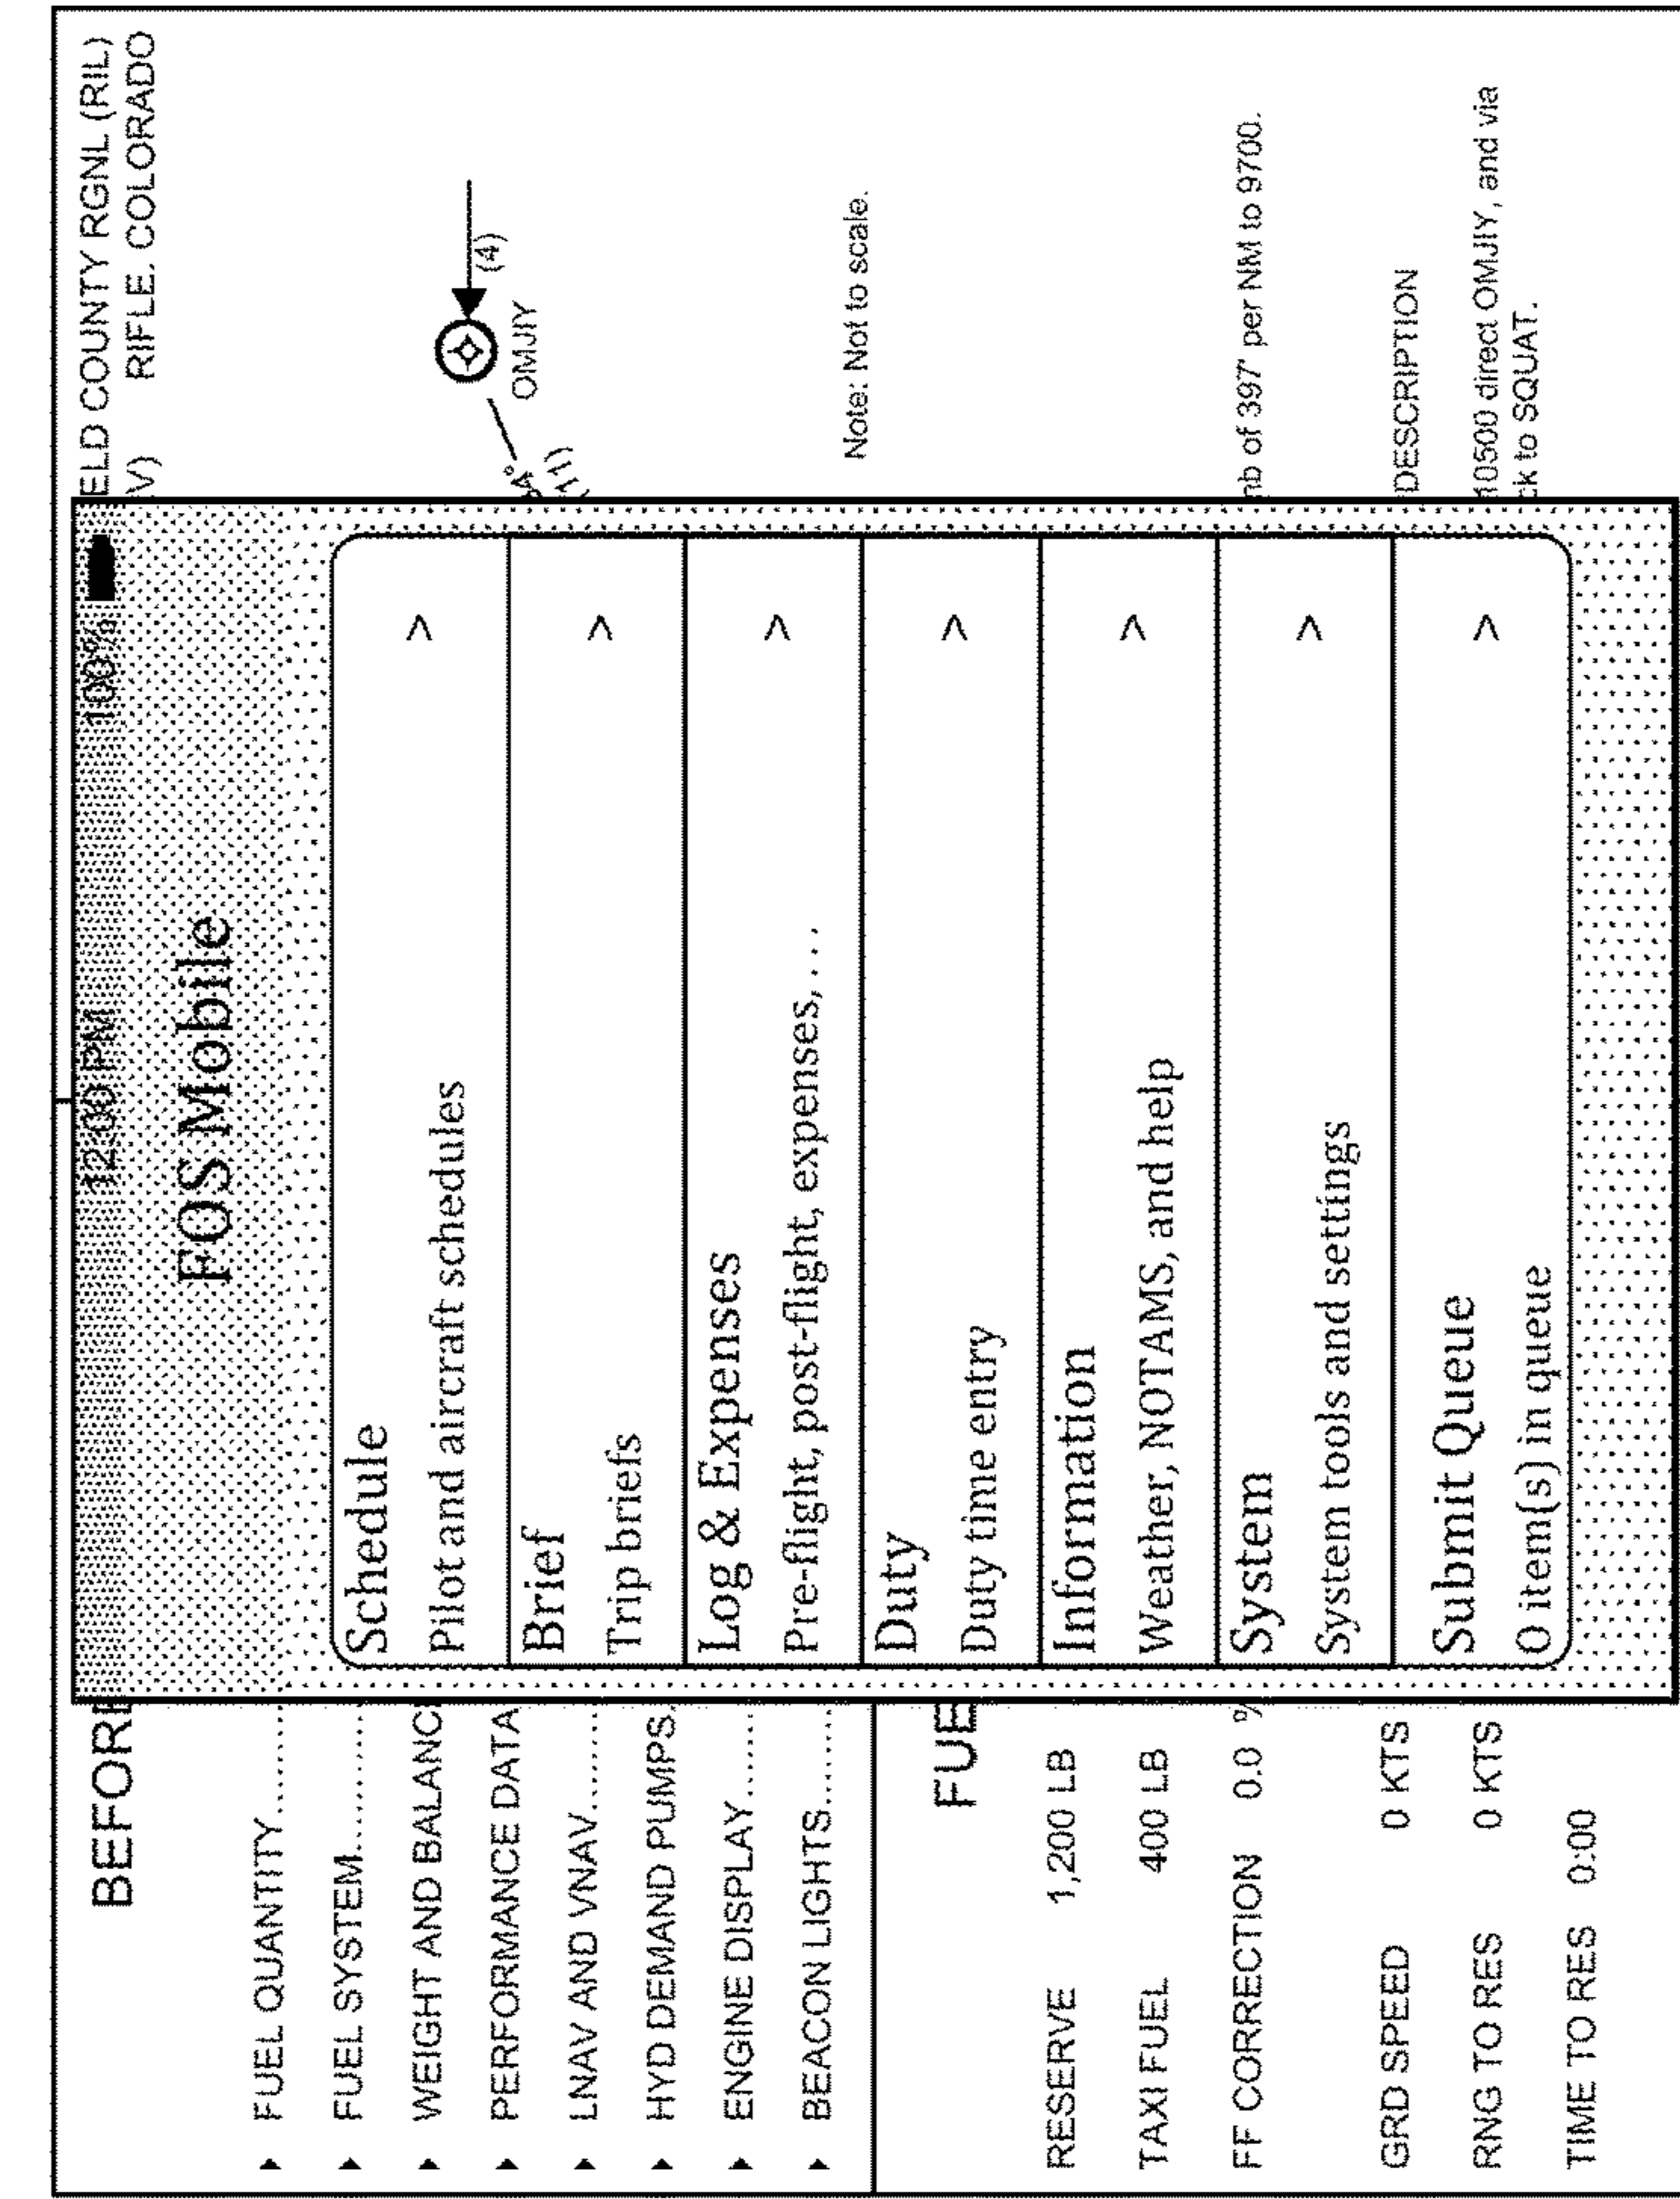 BEFOR
FUEL QUANTITY..........
FUEL SYSTEM............
WEIGHT AND BALANC
PERFORMANCE DATA
LNAV AND VNAV.......
HYD DEMAND PUMPS.
ENGINE DISPLAY.......
BEACON LIGHTS.........
FUE
RESERVE 1,200 LB
TAXI FUEL 400 LB
FF CORRECTION 0.0 %
GRD SPEED 0 KTS
RNG TO RES 0 KTS
TIME TO RES 0:00
12:00 PM 100%
FOS Mobile
Schedule >
Pilot and aircraft schedules
Brief >
Trip briefs
Log & Expenses >
Pre-flight, post-flight, expenses, . . .
Duty >
Duty time entry
Information >
Weather, NOTAMS, and help
System >
System tools and settings
Submit Queue >
0 item(s) in queue
ELD COUNTY RGNL (RIL)
V) RIFLE, COLORADO
(4)
OMJIY
4°
11)
Note: Not to scale.
nb of 397' per NM to 9700.
DESCRIPTION
10500 direct OMJIY, and via
ck to SQUAT.